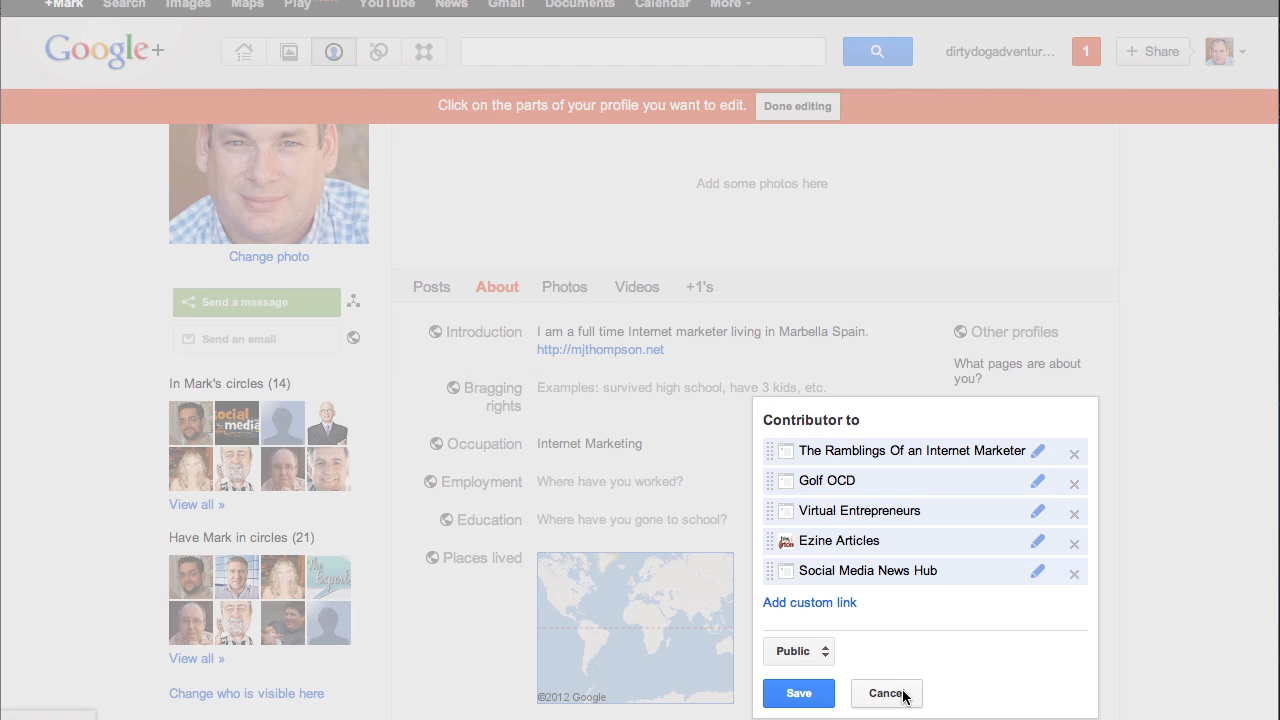 +Mark Search Images Maps Play YouTube News Gmail Documents Calendar More
Google+
dirtydogadventur... 1 + Share
Click on the parts of your profile you want to edit. Done editing
Add some photos here
Change photo
Posts About Photos Videos +1's
Send a message
Send an email
Introduction I am a full time Internet marketer living in Marbella Spain.
http://mjthompson.net
Other profiles
What pages are about
you?
Bragging
rights
Examples: survived high school, have 3 kids, etc.
Occupation Internet Marketing
Employment Where have you worked?
Education Where have you gone to school?
Places lived
©2012 Google
In Mark's circles (14)
social
media
View all »
Have Mark in circles (21)
The
View all »
Change who is visible here
Contributor to
The Ramblings Of an Internet Marketer
Golf OCD
Virtual Entrepreneurs
Ezine Articles
Social Media News Hub
Add custom link
Public
Save Cancel